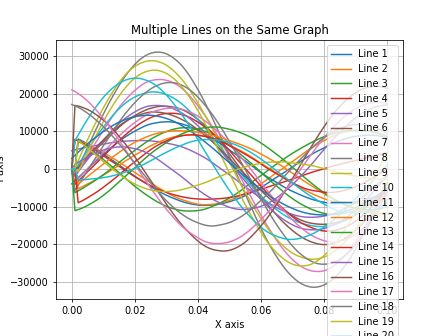 Multiple Lines on the Same Graph
30000
20000
10000
0
−10000
−20000
−30000
0.00
0.02
0.04
0.06
X axis
Line 1
Line 2
Line 3
Line 4
Line 5
Line 6
Line 7
Line 8
Line 9
Line 10
Line 11
Line 12
Line 13
Line 14
Line 15
Line 16
Line 17
Line 18
Line 19